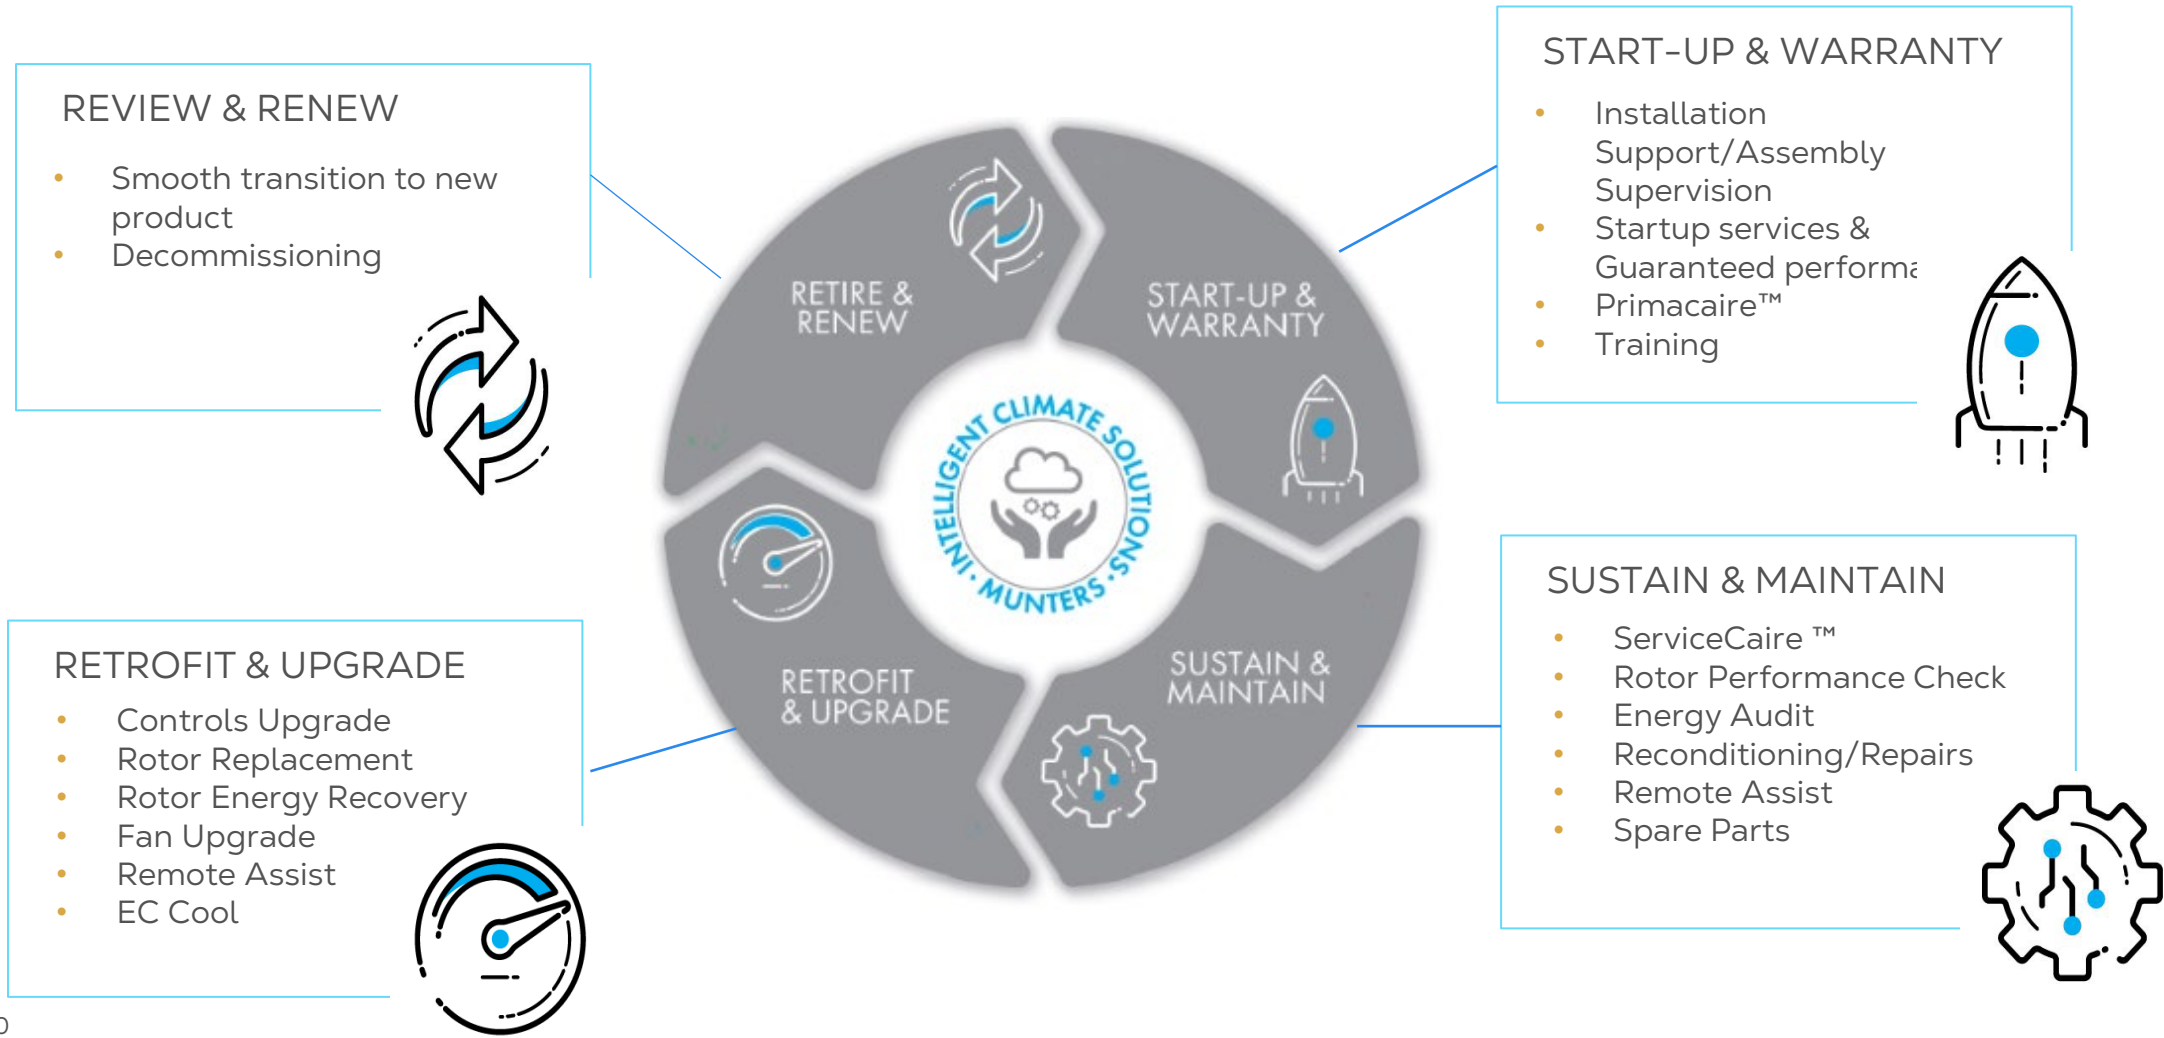 REVIEW & RENEW
• Smooth transition to new
product
• Decommissioning
START-UP & WARRANTY
• Installation
Support/Assembly
Supervision
• Startup services &
Guaranteed performa
• Primacaire™
• Training
RETIRE &
RENEW
START-UP &
WARRANTY
INTELLIGENT CLIMATE SOLUTIONS
· MUNTERS ·
RETROFIT
& UPGRADE
SUSTAIN &
MAINTAIN
RETROFIT & UPGRADE
• Controls Upgrade
• Rotor Replacement
• Rotor Energy Recovery
• Fan Upgrade
• Remote Assist
• EC Cool
SUSTAIN & MAINTAIN
• ServiceCaire ™
• Rotor Performance Check
• Energy Audit
• Reconditioning/Repairs
• Remote Assist
• Spare Parts
0